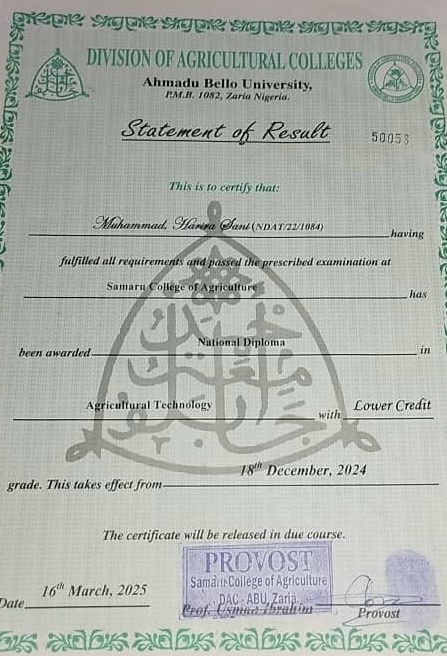 DIVISION OF AGRICULTURAL COLLEGES
Ahmadu Bello University,
P.M.B. 1082, Zaria Nigeria.
Statement of Result
50053
This is to certify that:
Muhammad, Harira Sani (NDAT/22/1084) having
fulfilled all requirements and passed the prescribed examination at
Samaru College of Agriculture has
been awarded National Diploma in
Agricultural Technology with Lower Credit
18th December, 2024
grade. This takes effect from
The certificate will be released in due course.
PROVOST
Samaru College of Agriculture
DAC - ABU, Zaria.
Prof. Usman Ibrahim
Date 16th March, 2025
Provost